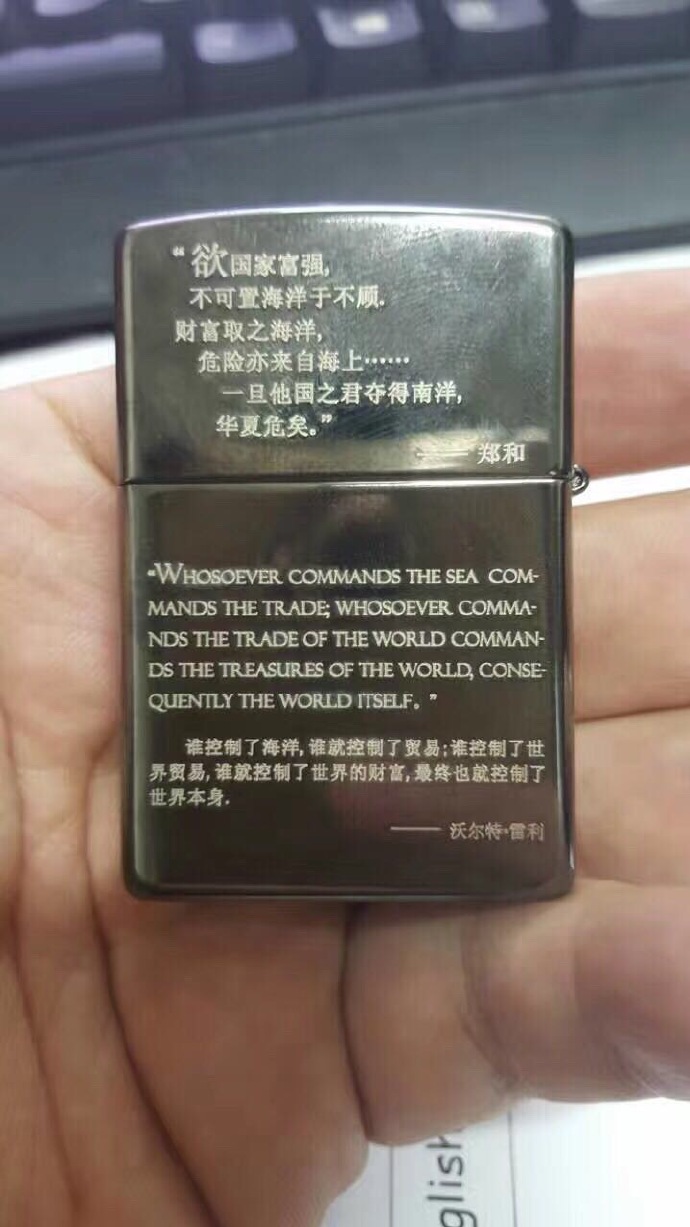 “欲国家富强,
不可置海洋于不顾.
财富取之海洋,
危险亦来自海上……
一旦他国之君夺得南洋,
华夏危矣。”
—— 郑和
“WHOSOEVER COMMANDS THE SEA COM-
MANDS THE TRADE; WHOSOEVER COMMA-
NDS THE TRADE OF THE WORLD COMMAN-
DS THE TREASURES OF THE WORLD, CONSE-
QUENTLY THE WORLD ITSELF。”
谁控制了海洋,谁就控制了贸易;谁控制了世
界贸易,谁就控制了世界的财富,最终也就控制了
世界本身.
—— 沃尔特·雷利
glish